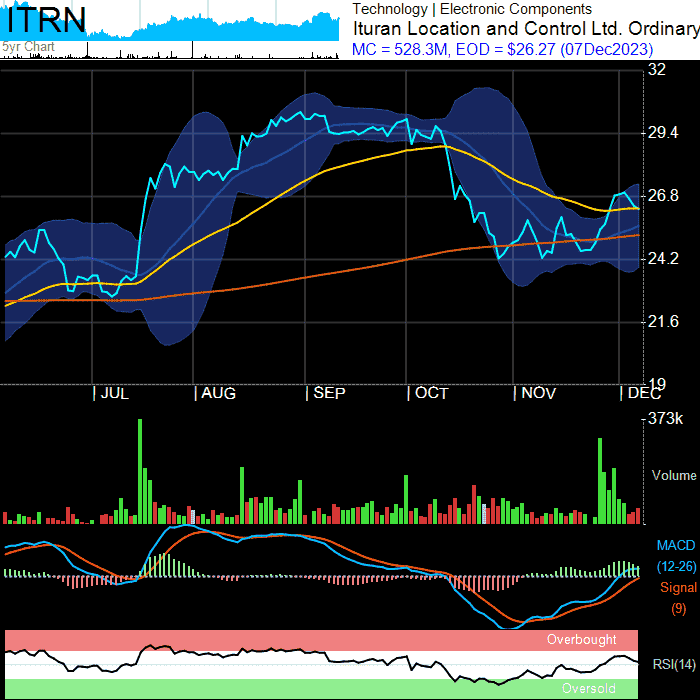 ITRN
5yr Chart
Technology | Electronic Components
Ituran Location and Control Ltd. Ordinary
MC = 528.3M, EOD = $26.27 (07Dec2023)
32
29.4
26.8
24.2
21.6
19
| JUL | AUG | SEP | OCT | NOV | DEC
373k
Volume
MACD
(12-26)
Signal
(9)
Overbought
RSI(14)
Oversold